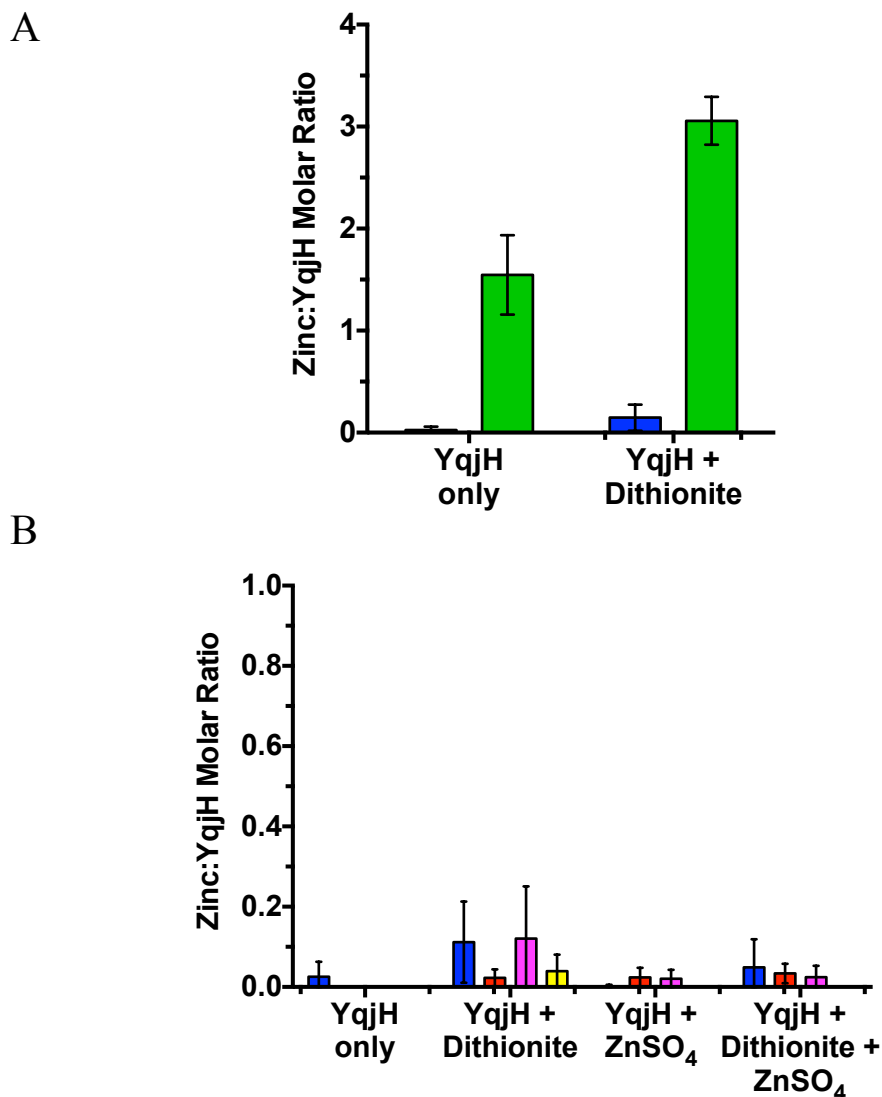 A
Zinc:YqjH Molar Ratio
4
3
2
1
0
YqjH
only
YqjH +
Dithionite
B
Zinc:YqjH Molar Ratio
1.0
0.8
0.6
0.4
0.2
0.0
YqjH
only
YqjH +
Dithionite
YqjH +
ZnSO₄
YqjH +
Dithionite +
ZnSO₄